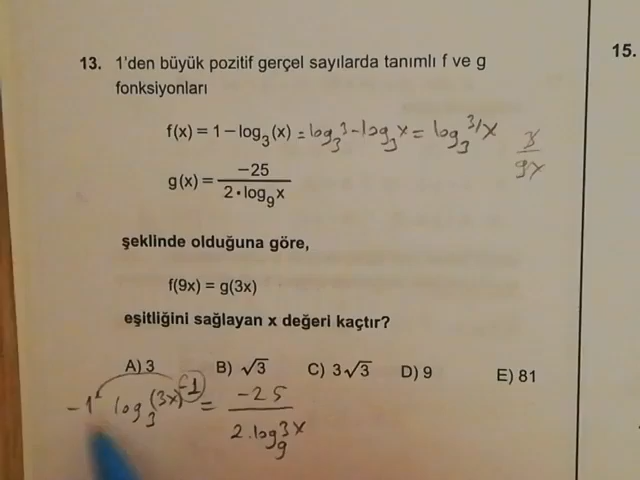 13. 1'den büyük pozitif gerçel sayılarda tanımlı f ve g
fonksiyonları
f(x) = 1 – log₃(x) = log₃3 – log₃x = log₃3/x
3/9x
g(x) = –25 / 2•log₉x
şeklinde olduğuna göre,
f(9x) = g(3x)
eşitliğini sağlayan x değeri kaçtır?
A) 3 B) √3 C) 3√3 D) 9 E) 81
-1 log₃(3x)⁻¹ = -25 / 2.log₉3x
15.